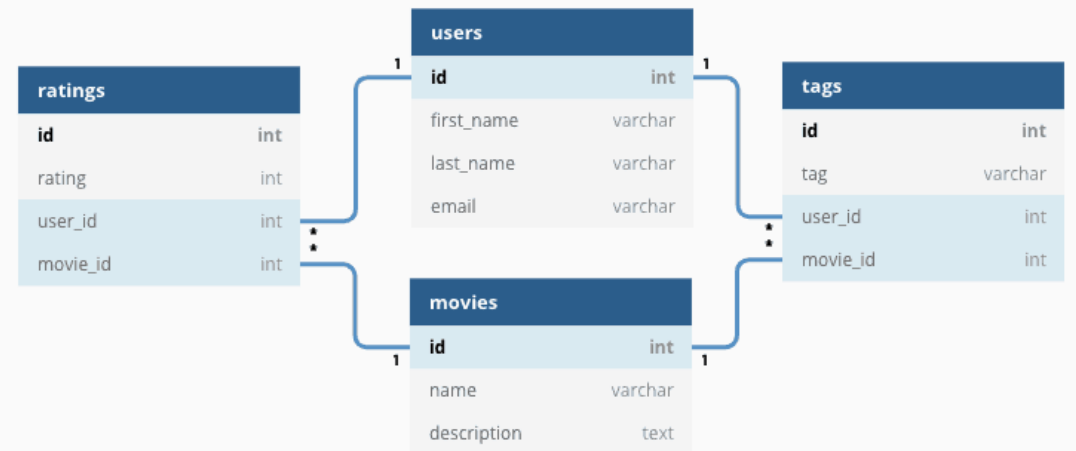 users
id int
first_name varchar
last_name varchar
email varchar
1
1
ratings
id int
rating int
user_id int
movie_id int
*
*
tags
id int
tag varchar
user_id int
movie_id int
*
*
movies
id int
name varchar
description text
1
1